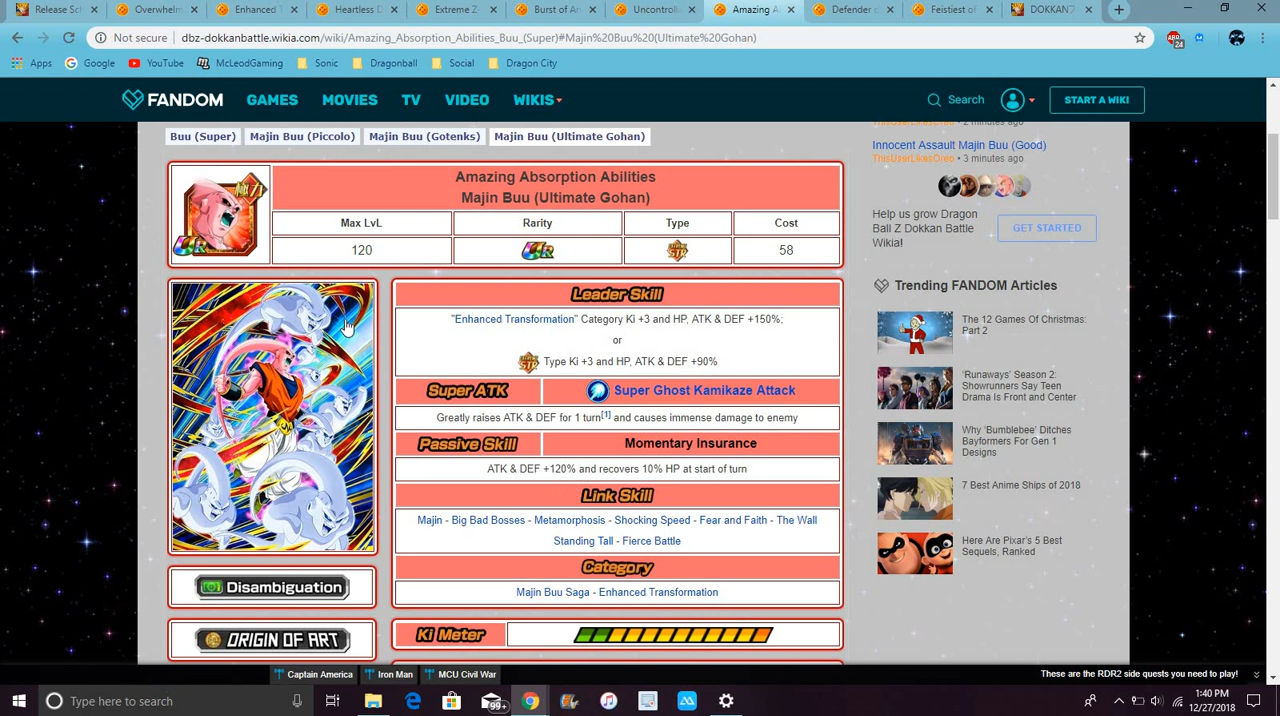 Release Sch
Overwhelm
Enhanced T
Heartless D
Extreme Z-
Burst of An
Uncontroll
Amazing A
Defender o
Feistiest of
DOKKAN
Not secure
dbz-dokkanbattle.wikia.com/wiki/Amazing_Absorption_Abilities_Buu_(Super)#Majin%20Buu%20(Ultimate%20Gohan)
24
Apps
Google
YouTube
McLeodGaming
Sonic
Dragonball
Social
Dragon City
FANDOM
GAMES
MOVIES
TV
VIDEO
WIKIS
Search
START A WIKI
Buu (Super)
Majin Buu (Piccolo)
Majin Buu (Gotenks)
Majin Buu (Ultimate Gohan)
ThisUserLikesOreo • 2 minutes ago
Innocent Assault Majin Buu (Good)
ThisUserLikesOreo • 3 minutes ago
Help us grow Dragon
Ball Z Dokkan Battle
Wikia!
GET STARTED
Amazing Absorption Abilities
Majin Buu (Ultimate Gohan)
Max LvL
Rarity
Type
Cost
120
UR
STR
58
UR
Leader Skill
"Enhanced Transformation" Category Ki +3 and HP, ATK & DEF +150%;
or
Type Ki +3 and HP, ATK & DEF +90%
Super ATK
Super Ghost Kamikaze Attack
Greatly raises ATK & DEF for 1 turn[1] and causes immense damage to enemy
Passive Skill
Momentary Insurance
ATK & DEF +120% and recovers 10% HP at start of turn
Link Skill
Majin - Big Bad Bosses - Metamorphosis - Shocking Speed - Fear and Faith - The Wall
Standing Tall - Fierce Battle
Category
Majin Buu Saga - Enhanced Transformation
Ki Meter
Disambiguation
ORIGIN OF ART
Trending FANDOM Articles
The 12 Games Of Christmas:
Part 2
'Runaways' Season 2:
Showrunners Say Teen
Drama Is Front and Center
Why 'Bumblebee' Ditches
Bayformers For Gen 1
Designs
7 Best Anime Ships of 2018
Here Are Pixar's 5 Best
Sequels, Ranked
Captain America
Iron Man
MCU Civil War
These are the RDR2 side quests you need to play!
Type here to search
99+
1:40 PM
12/27/2018